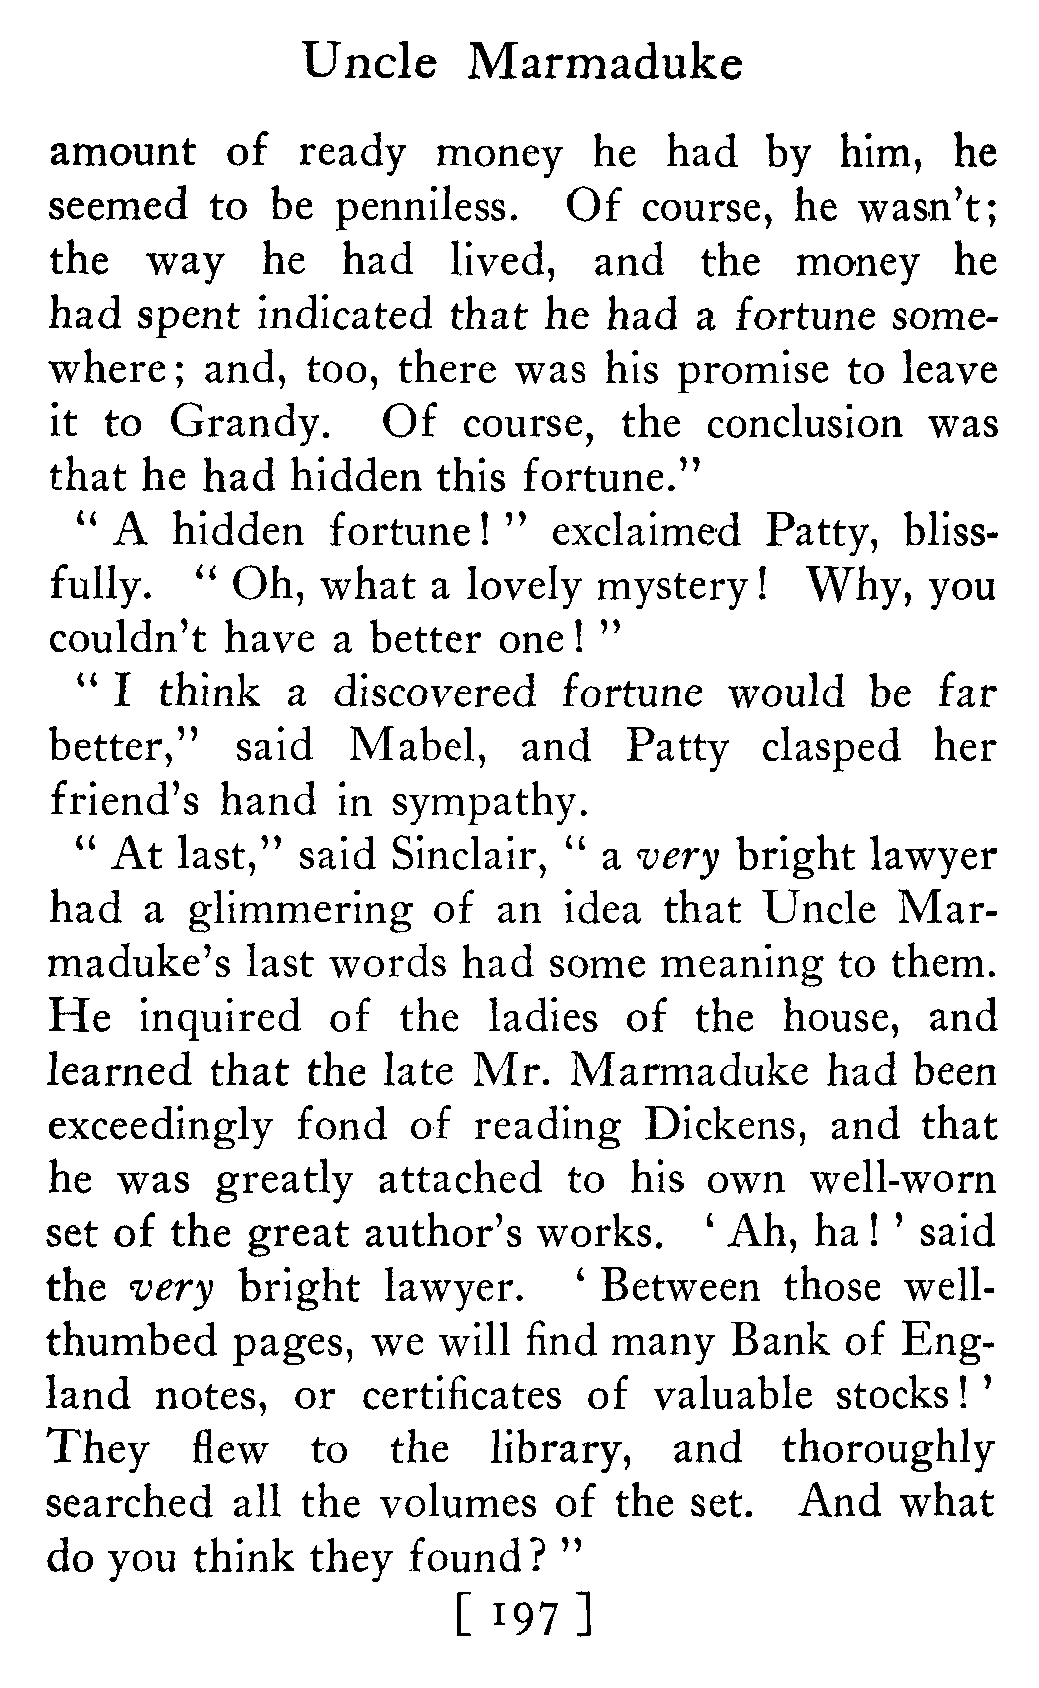 Uncle Marmaduke
amount of ready money he had by him, he
seemed to be penniless. Of course, he wasn't;
the way he had lived, and the money he
had spent indicated that he had a fortune some-
where; and, too, there was his promise to leave
it to Grandy. Of course, the conclusion was
that he had hidden this fortune."
" A hidden fortune! " exclaimed Patty, bliss-
fully. " Oh, what a lovely mystery! Why, you
couldn't have a better one! "
" I think a discovered fortune would be far
better," said Mabel, and Patty clasped her
friend's hand in sympathy.
" At last," said Sinclair, " a very bright lawyer
had a glimmering of an idea that Uncle Mar-
maduke's last words had some meaning to them.
He inquired of the ladies of the house, and
learned that the late Mr. Marmaduke had been
exceedingly fond of reading Dickens, and that
he was greatly attached to his own well-worn
set of the great author's works. ' Ah, ha! ' said
the very bright lawyer. ' Between those well-
thumbed pages, we will find many Bank of Eng-
land notes, or certificates of valuable stocks! '
They flew to the library, and thoroughly
searched all the volumes of the set. And what
do you think they found? "
[ 197 ]